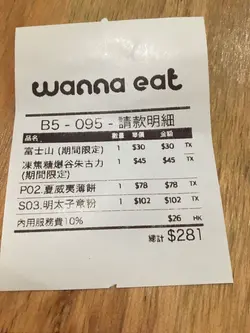 wanna eat
B5 - 095 - 請款明細
品名 數量 單價 金額
富士山 (期間限定) 1 $30 $30 TX
凍焦糖爆谷朱古力 1 $45 $45 TX
(期間限定)
P02.夏威夷薄餅 1 $78 $78 TX
S03.明太子意粉 1 $102 $102 TX
內用服務費10% $26 HK
總計 $281